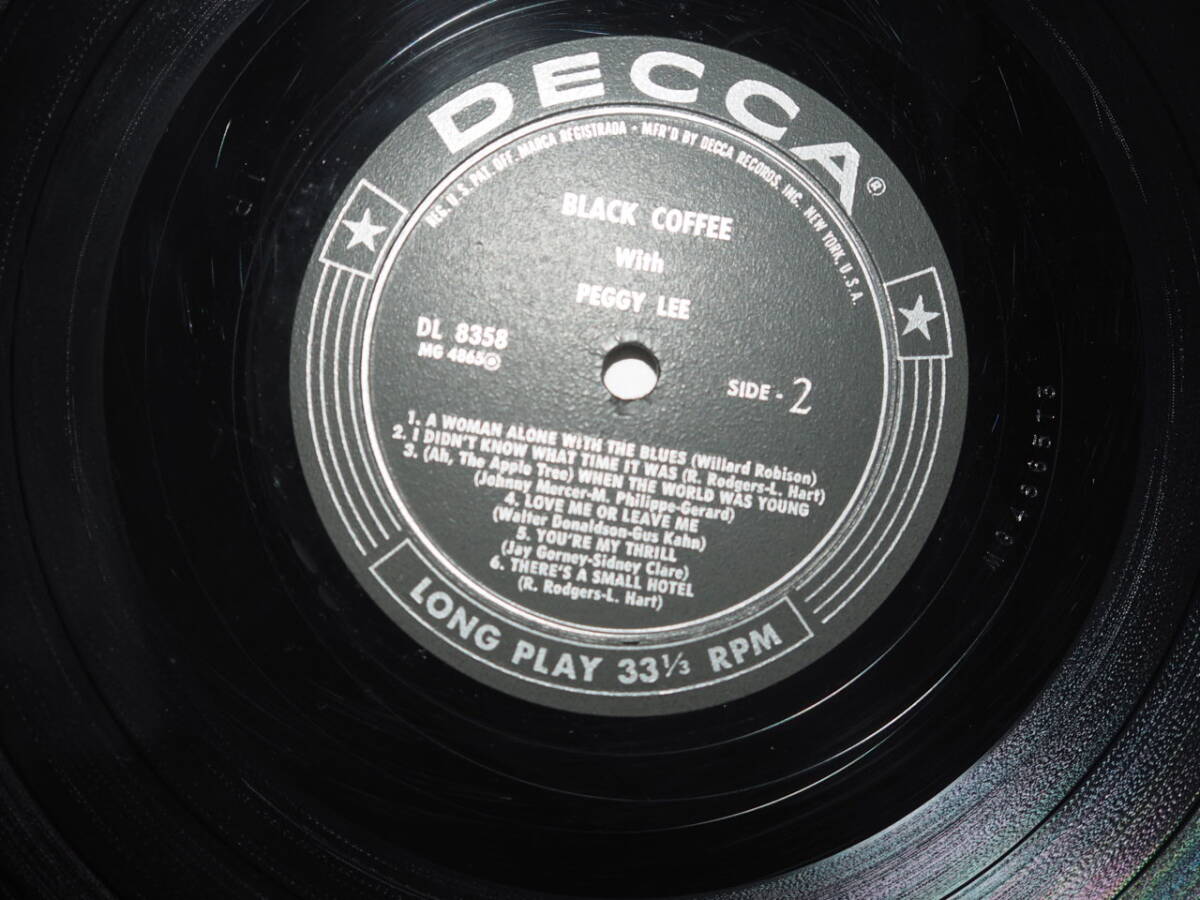 DECCA®
REG. U.S. PAT. OFF. MARCA REGISTRADA • MFR'D BY DECCA RECORDS, INC., NEW YORK, U.S.A.
BLACK COFFEE
With
PEGGY LEE
DL 8358
MG 4865
SIDE - 2
1. A WOMAN ALONE WITH THE BLUES (Willard Robison)
2. I DIDN'T KNOW WHAT TIME IT WAS (R. Rodgers-L. Hart)
3. (Ah, The Apple Tree) WHEN THE WORLD WAS YOUNG
(Johnny Mercer-M. Philippe-Gerard)
4. LOVE ME OR LEAVE ME
(Walter Donaldson-Gus Kahn)
5. YOU'RE MY THRILL
(Jay Gorney-Sidney Clare)
6. THERE'S A SMALL HOTEL
(R. Rodgers-L. Hart)
LONG PLAY 33⅓ RPM